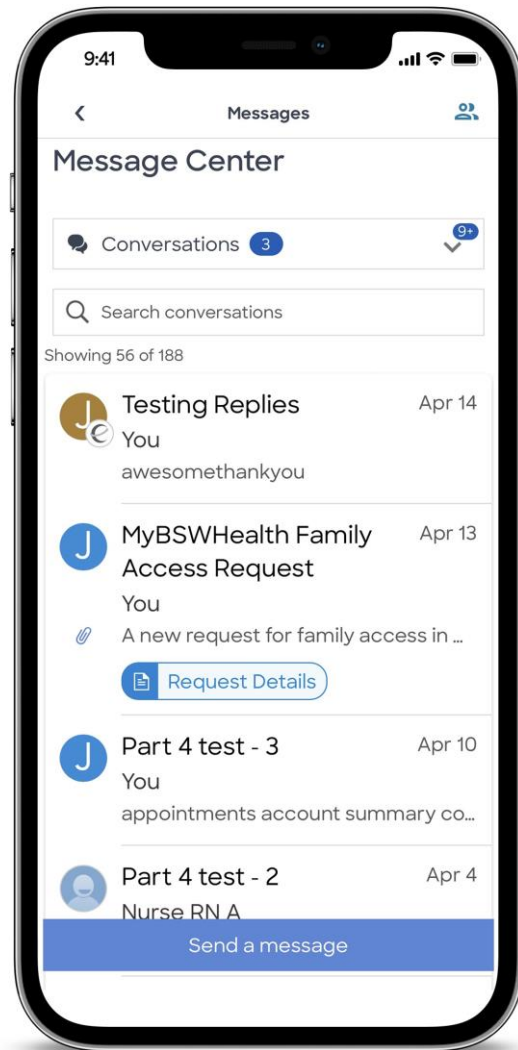 9:41
Messages
Message Center
Conversations 3
9+
Search conversations
Showing 56 of 188
J
Testing Replies
Apr 14
You
awesomethankyou
J
MyBSWHealth Family
Apr 13
Access Request
You
A new request for family access in ...
Request Details
J
Part 4 test - 3
Apr 10
You
appointments account summary co...
Part 4 test - 2
Apr 4
Nurse RN A
Send a message